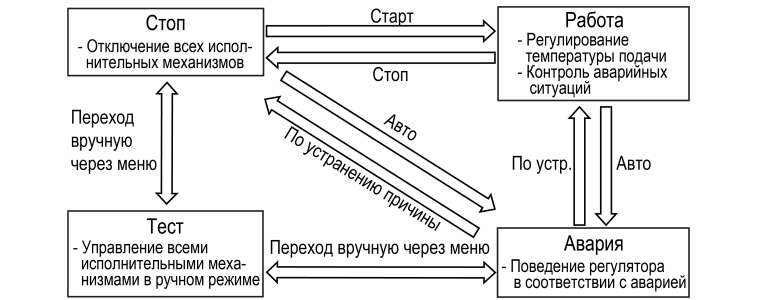 Стоп
- Отключение всех испол-
нительных механизмов
Старт
Стоп
Работа
- Регулирование
температуры подачи
- Контроль аварийных
ситуаций
Переход
вручную
через меню
Авто
По устранению причины
По устр.
Авто
Тест
- Управление всеми
исполнительными меха-
низмами в ручном режиме
Переход вручную через меню
Авария
- Поведение регулятора
в соответствии с аварией